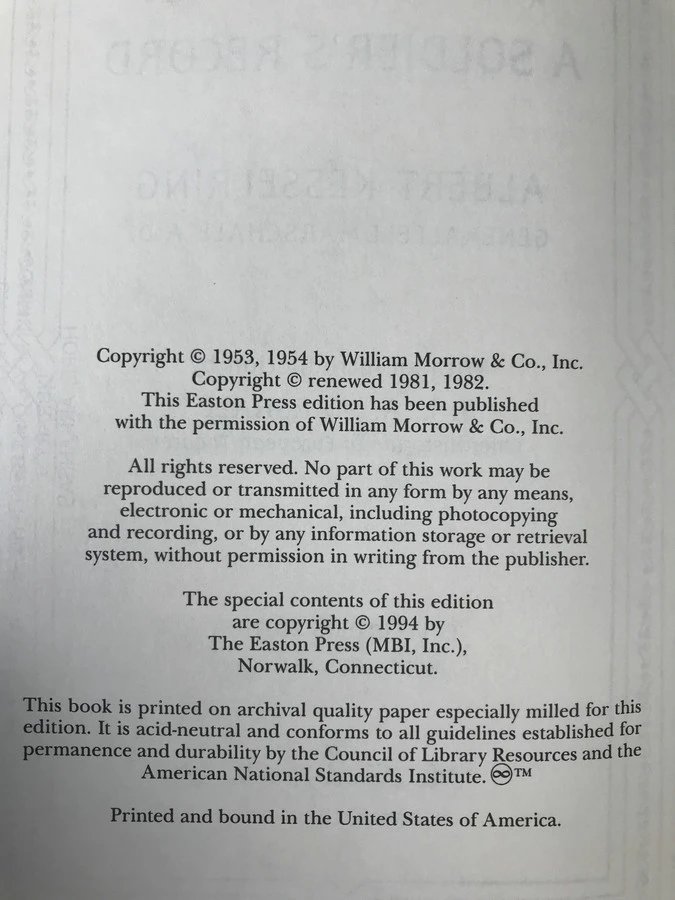 A SOLDIER'S RECORD
ALBERT KESSELRING
GENERALFELDMARSCHALL A.D.
Copyright © 1953, 1954 by William Morrow & Co., Inc.
Copyright © renewed 1981, 1982.
This Easton Press edition has been published
with the permission of William Morrow & Co., Inc.
All rights reserved. No part of this work may be
reproduced or transmitted in any form by any means,
electronic or mechanical, including photocopying
and recording, or by any information storage or retrieval
system, without permission in writing from the publisher.
The special contents of this edition
are copyright © 1994 by
The Easton Press (MBI, Inc.),
Norwalk, Connecticut.
This book is printed on archival quality paper especially milled for this
edition. It is acid-neutral and conforms to all guidelines established for
permanence and durability by the Council of Library Resources and the
American National Standards Institute. ♾™
Printed and bound in the United States of America.